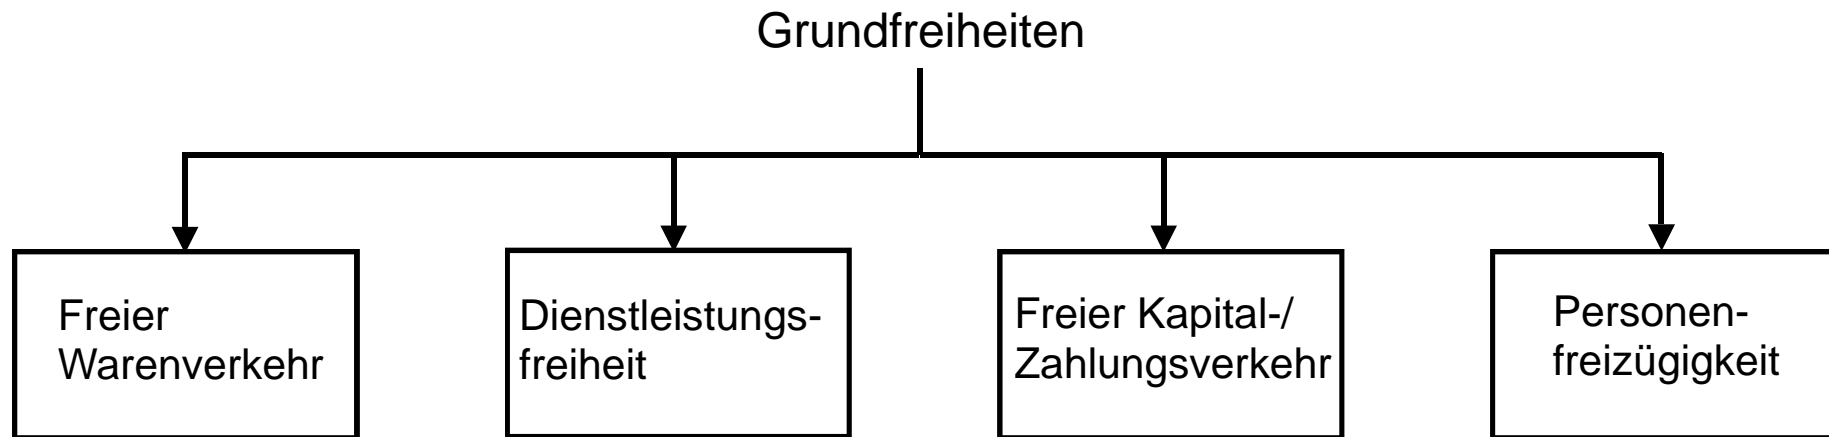 Grundfreiheiten
Freier
Warenverkehr
Dienstleistungs-
freiheit
Freier Kapital-/
Zahlungsverkehr
Personen-
freizügigkeit